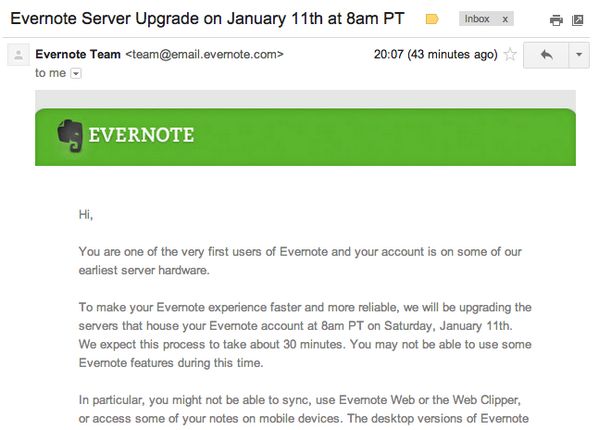 Evernote Server Upgrade on January 11th at 8am PT Inbox x
Evernote Team <team@email.evernote.com> 20:07 (43 minutes ago)
to me
EVERNOTE
Hi,
You are one of the very first users of Evernote and your account is on some of our
earliest server hardware.
To make your Evernote experience faster and more reliable, we will be upgrading the
servers that house your Evernote account at 8am PT on Saturday, January 11th.
We expect this process to take about 30 minutes. You may not be able to use some
Evernote features during this time.
In particular, you might not be able to sync, use Evernote Web or the Web Clipper,
or access some of your notes on mobile devices. The desktop versions of Evernote